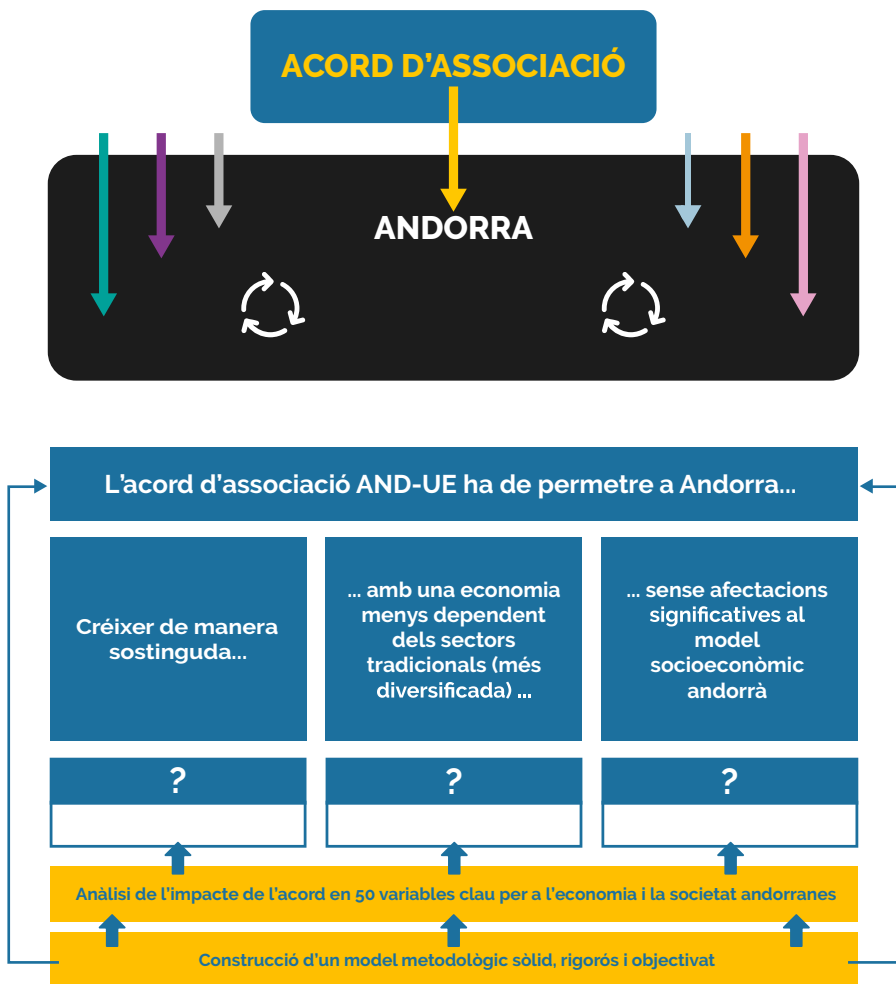 ACORD D'ASSOCIACIÓ
ANDORRA
L'acord d'associació AND-UE ha de permetre a Andorra...
Créixer de manera
sostinguda...
... amb una economia
menys dependent
dels sectors
tradicionals (més
diversificada) ...
... sense afectacions
significatives al
model
socioeconòmic
andorrà
?
?
?
Anàlisi de l'impacte de l'acord en 50 variables clau per a l'economia i la societat andorranes
Construcció d'un model metodològic sòlid, rigorós i objectivat